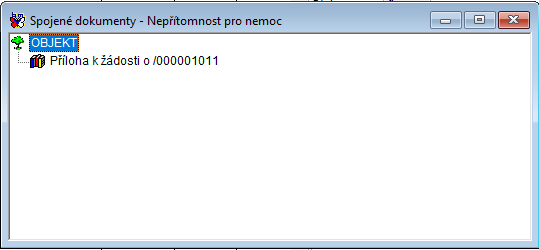 Spojené dokumenty - Nepřítomnost pro nemoc
OBJEKT
Příloha k žádosti o /000001011